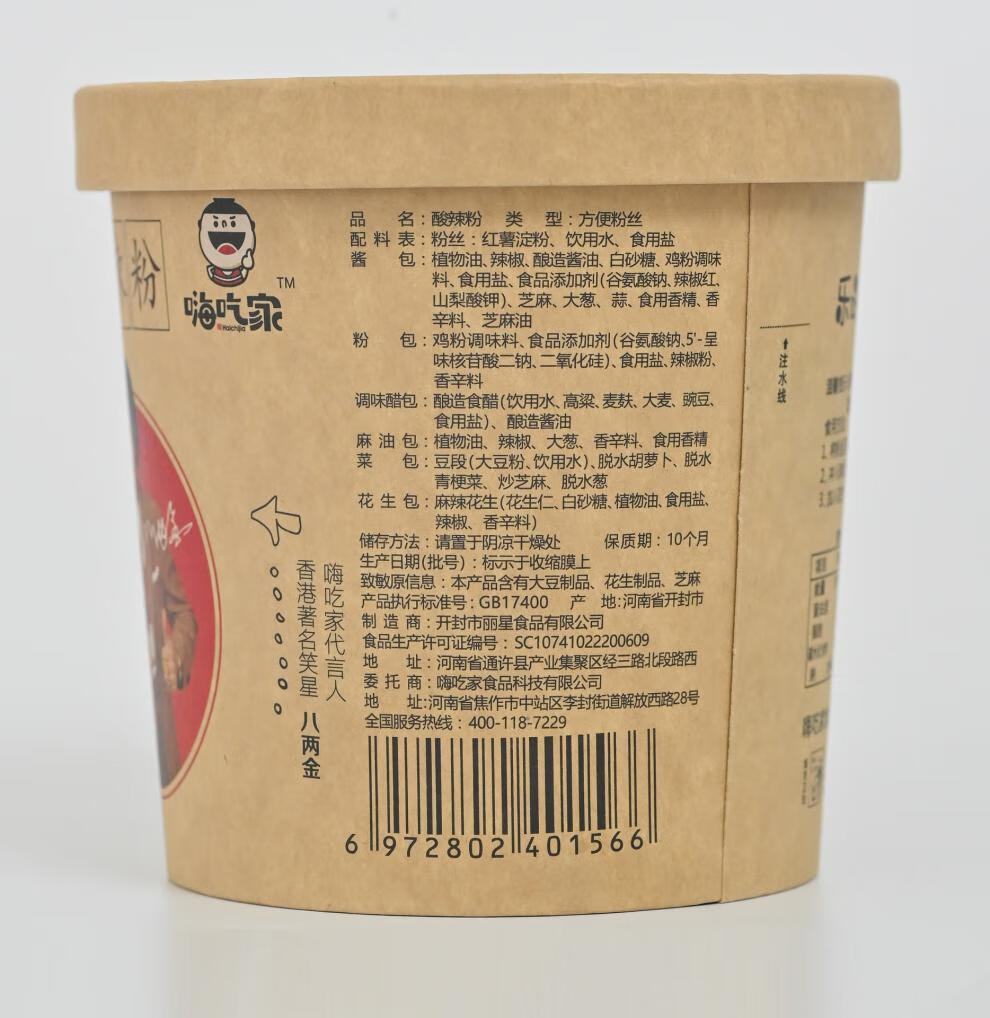 粉
嗨吃家
Haichijia
TM
品 名：酸辣粉 类 型：方便粉丝
配料表：粉丝：红薯淀粉、饮用水、食用盐
酱 包：植物油、辣椒、酿造酱油、白砂糖、鸡粉调味
料、食用盐、食品添加剂(谷氨酸钠、辣椒红、
山梨酸钾)、芝麻、大葱、蒜、食用香精、香
辛料、芝麻油
粉 包：鸡粉调味料、食品添加剂(谷氨酸钠、5'-呈
味核苷酸二钠、二氧化硅)、食用盐、辣椒粉、
香辛料
调味醋包：酿造食醋(饮用水、高粱、麦麸、大麦、豌豆、
食用盐)、酿造酱油
麻油包：植物油、辣椒、大葱、香辛料、食用香精
菜 包：豆段(大豆粉、饮用水)、脱水胡萝卜、脱水
青梗菜、炒芝麻、脱水葱
花生包：麻辣花生(花生仁、白砂糖、植物油、食用盐、
辣椒、香辛料)
储存方法：请置于阴凉干燥处 保质期：10个月
生产日期(批号)：标示于收缩膜上
致敏原信息：本产品含有大豆制品、花生制品、芝麻
产品执行标准号：GB17400 产 地:河南省开封市
制造商：开封市丽星食品有限公司
食品生产许可证编号：SC10741022200609
地 址：河南省通许县产业集聚区经三路北段路西
委托商：嗨吃家食品科技有限公司
地 址:河南省焦作市中站区李封街道解放西路28号
全国服务热线：400-118-7229
6 972802 401566
嗨吃家代言人
香港著名笑星 八两金
注水线
乐
1.
2.
3.